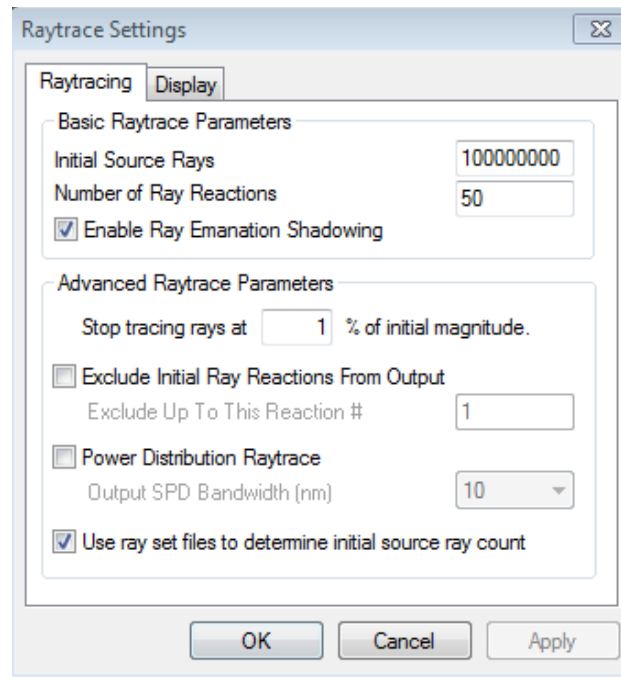 Raytrace Settings
Raytracing Display
Basic Raytrace Parameters
Initial Source Rays 100000000
Number of Ray Reactions 50
Enable Ray Emanation Shadowing
Advanced Raytrace Parameters
Stop tracing rays at 1 % of initial magnitude.
Exclude Initial Ray Reactions From Output
Exclude Up To This Reaction # 1
Power Distribution Raytrace
Output SPD Bandwidth (nm) 10
Use ray set files to determine initial source ray count
OK Cancel Apply